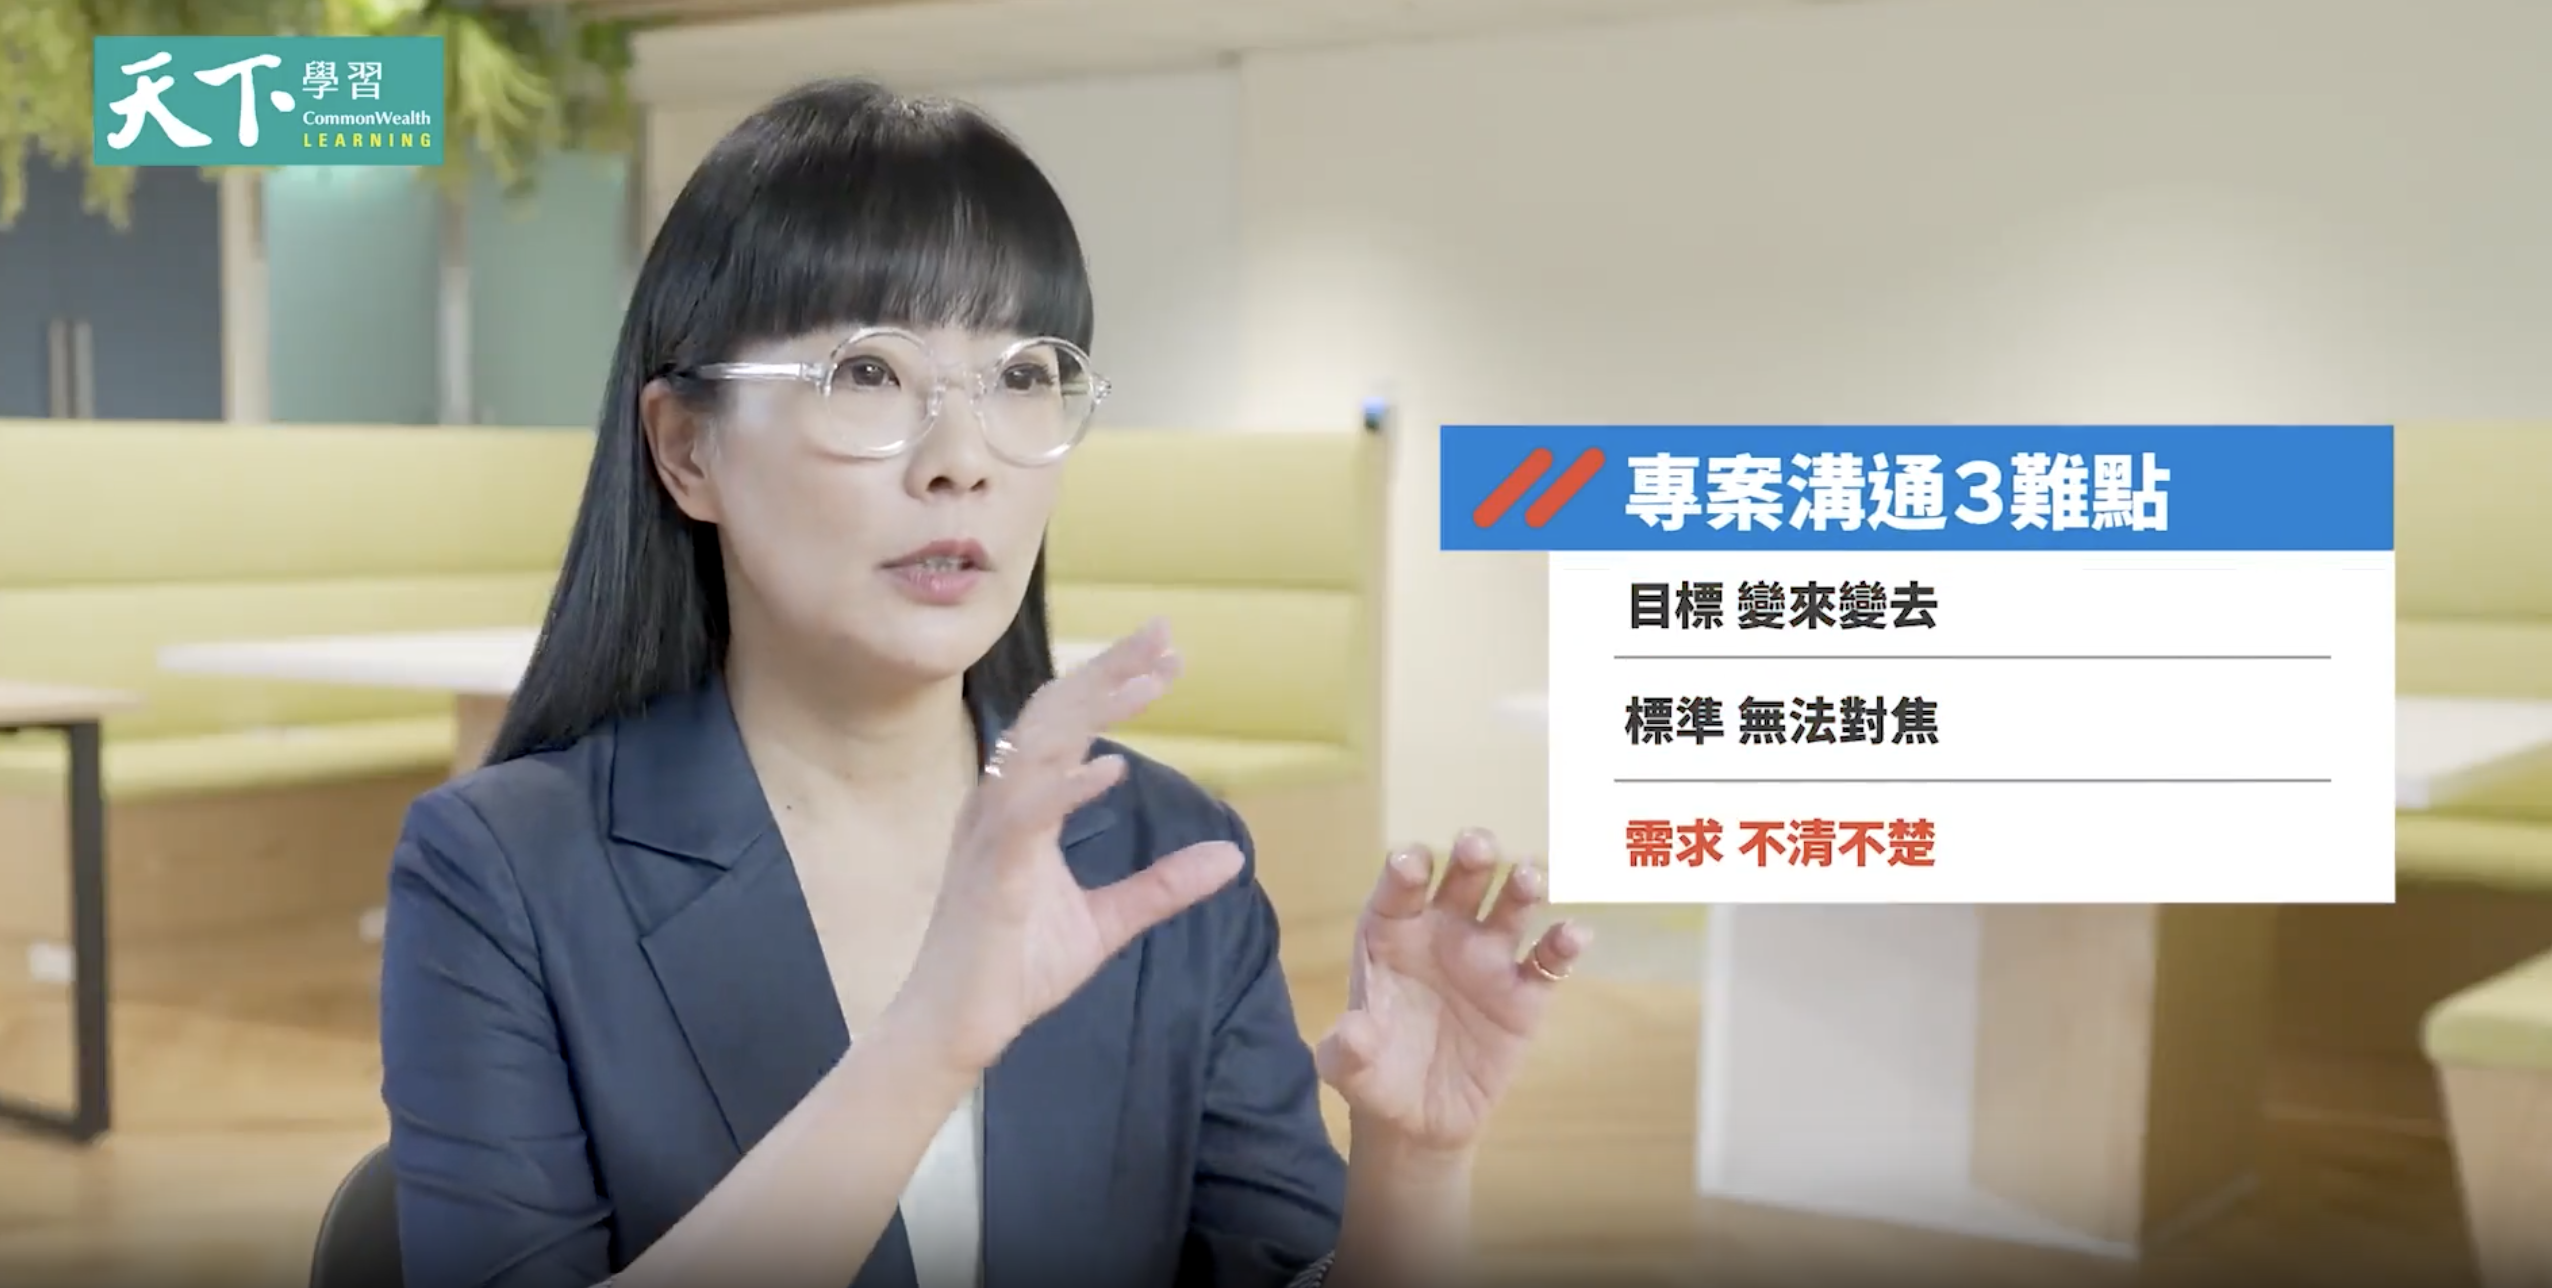 天下學習
CommonWealth
LEARNING
專案溝通3難點
目標 變來變去
標準 無法對焦
需求 不清不楚